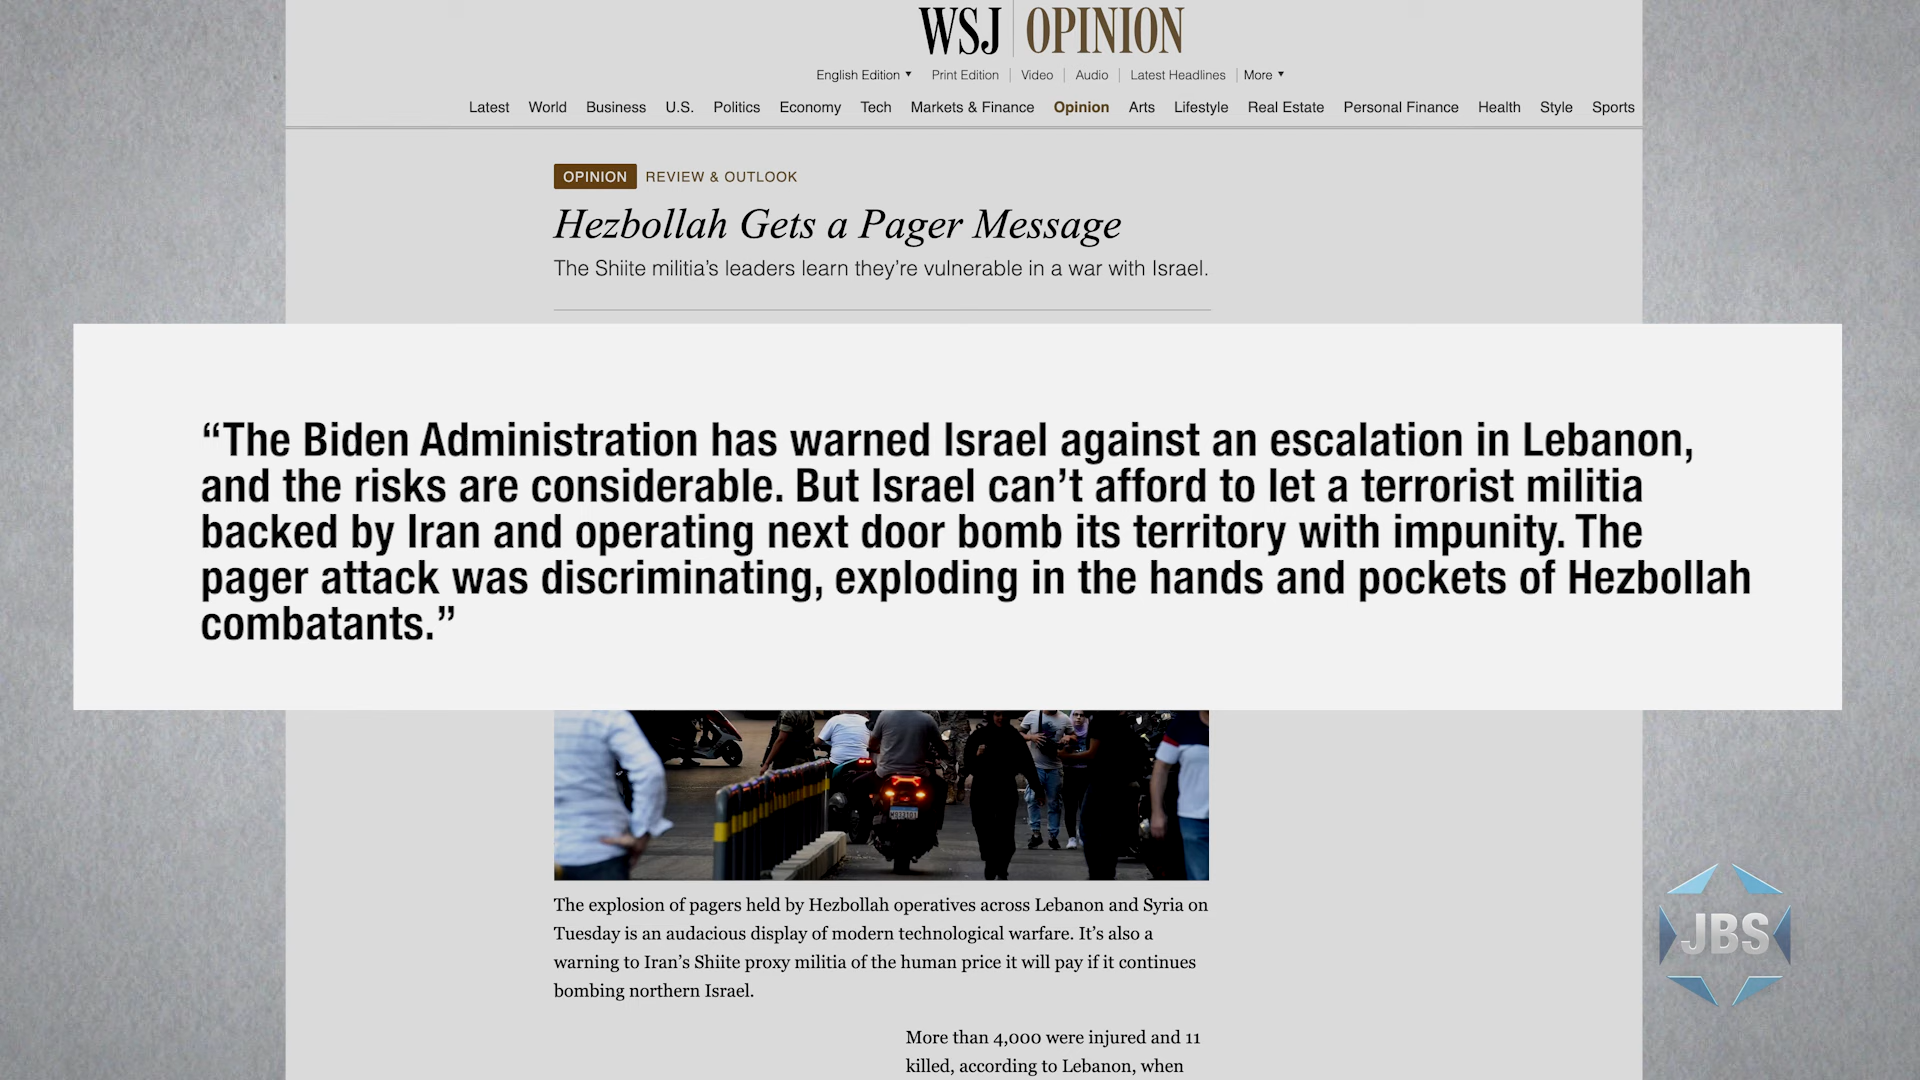 WSJ OPINION
English Edition Print Edition Video Audio Latest Headlines More
Latest World Business U.S. Politics Economy Tech Markets & Finance Opinion Arts Lifestyle Real Estate Personal Finance Health Style Sports
OPINION REVIEW & OUTLOOK
Hezbollah Gets a Pager Message
The Shiite militia’s leaders learn they’re vulnerable in a war with Israel.
“The Biden Administration has warned Israel against an escalation in Lebanon,
and the risks are considerable. But Israel can’t afford to let a terrorist militia
backed by Iran and operating next door bomb its territory with impunity. The
pager attack was discriminating, exploding in the hands and pockets of Hezbollah
combatants.”
The explosion of pagers held by Hezbollah operatives across Lebanon and Syria on
Tuesday is an audacious display of modern technological warfare. It’s also a
warning to Iran’s Shiite proxy militia of the human price it will pay if it continues
bombing northern Israel.
JBS
More than 4,000 were injured and 11
killed, according to Lebanon, when